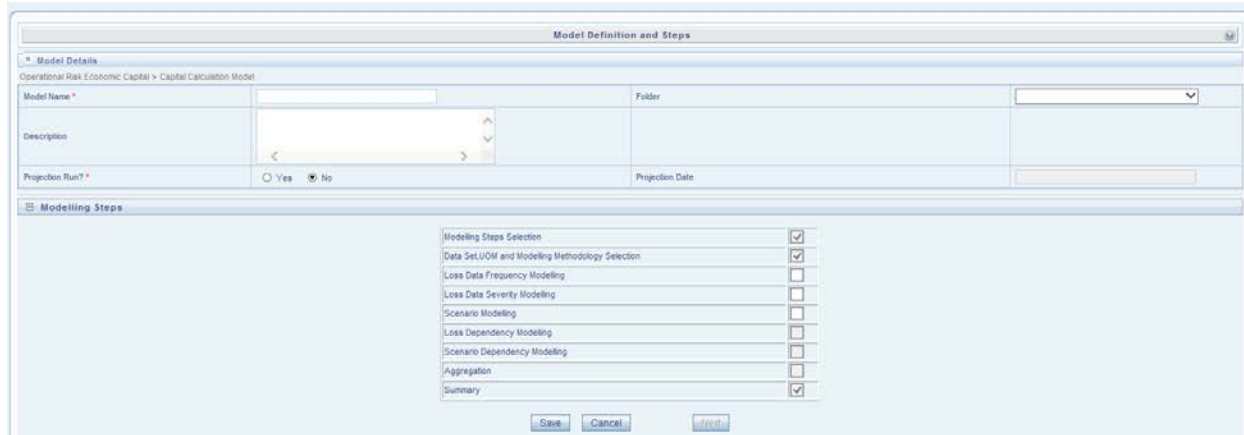 Model Definition and Steps
Model Details
Operational Risk Economic Capital > Capital Calculation Model
Model Name * Folder
Description
Projection Run? * Yes No Projection Date
Modelling Steps
Modelling Steps Selection
Data Set,UOM and Modelling Methodology Selection
Loss Data Frequency Modelling
Loss Data Severity Modelling
Scenario Modelling
Loss Dependency Modelling
Scenario Dependency Modelling
Aggregation
Summary
Save Cancel Next